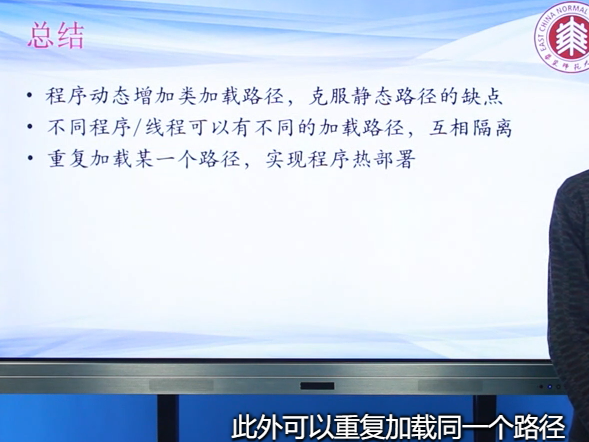 总结
EAST CHINA NORMAL
• 程序动态增加类加载路径，克服静态路径的缺点
• 不同程序/线程可以有不同的加载路径，互相隔离
• 重复加载某一个路径，实现程序热部署
此外可以重复加载同一个路径